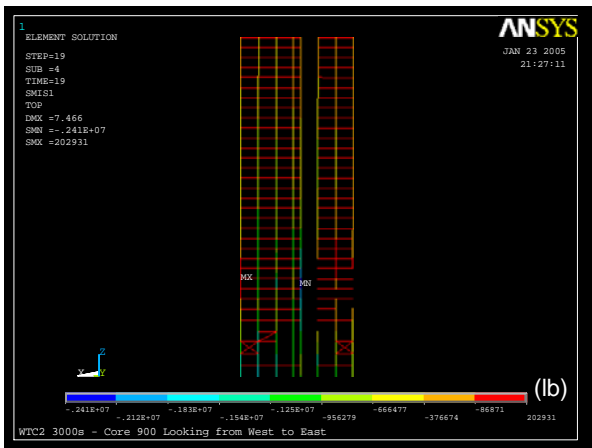 1
ANSYS
ELEMENT SOLUTION
JAN 23 2005
21:27:11
STEP=19
SUB =4
TIME=19
SMIS1
TOP
DMX =7.466
SMN =-.241E+07
SMX =202931
MX
MN
Z
X Y
(lb)
-.241E+07 -.183E+07 -.125E+07 -666477 -86871
-.212E+07 -.154E+07 -956279 -376674 202931
WTC2 3000s - Core 900 Looking from West to East